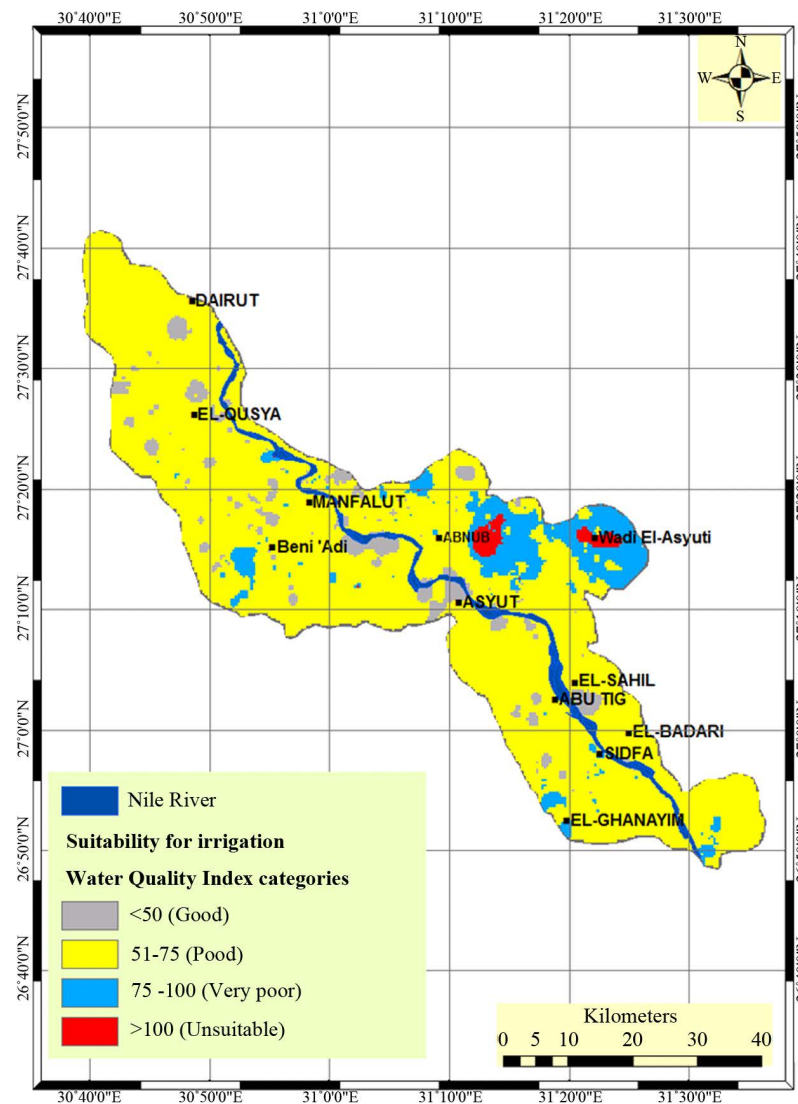 30°40'0"E 30°50'0"E 31°00"E 31°10'0"E 31°20"0"E 31°30'0"E
N
W E
S
27°50'0"N
27°40'0"N
27°30'0"N
27°20'0"N
27°10'0"N
27°0'0"N
26°50'0"N
26°40'0"N
DAIRUT
EL-QUSYA
MANFALUT
Beni 'Adi
ABNUB
Wadi El-Asyuti
ASYUT
EL-SAHIL
ABU TIG
EL-BADARI
SIDFA
EL-GHANAYIM
Nile River
Suitability for irrigation
Water Quality Index categories
<50 (Good)
51-75 (Pood)
75 -100 (Very poor)
>100 (Unsuitable)
Kilometers
0 5 10 20 30 40
30°40'0"E 30°50'0"E 31°00"E 31°10'0"E 31°20"0"E 31°30'0"E